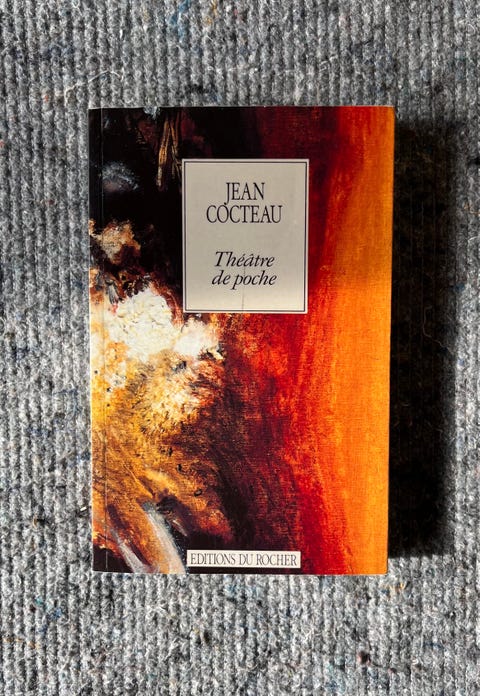 JEAN
COCTEAU
Théâtre
de poche
EDITIONS DU ROCHER